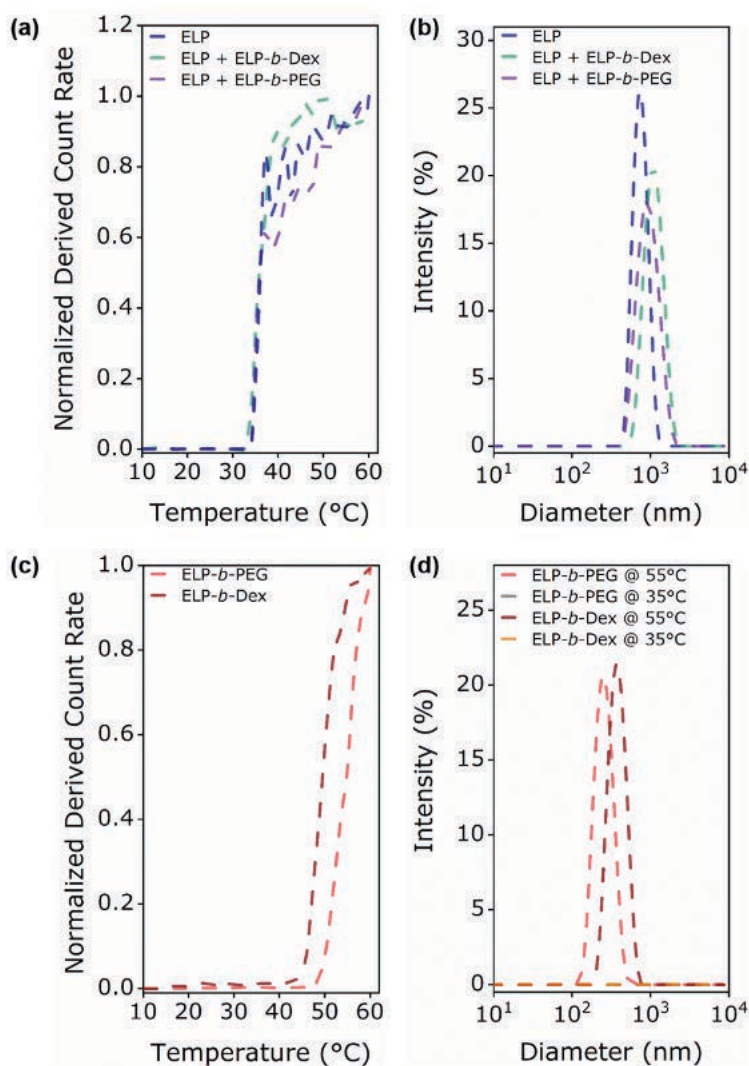 (a)
1.2
1.0
0.8
0.6
0.4
0.2
0.0
Normalized Derived Count Rate
ELP
ELP + ELP-b-Dex
ELP + ELP-b-PEG
10 20 30 40 50 60
Temperature (°C)
(b)
30
25
20
15
10
5
0
Intensity (%)
ELP
ELP + ELP-b-Dex
ELP + ELP-b-PEG
10¹ 10² 10³ 10⁴
Diameter (nm)
(c)
1.0
0.8
0.6
0.4
0.2
0.0
Normalized Derived Count Rate
ELP-b-PEG
ELP-b-Dex
10 20 30 40 50 60
Temperature (°C)
(d)
25
20
15
10
5
0
Intensity (%)
ELP-b-PEG @ 55°C
ELP-b-PEG @ 35°C
ELP-b-Dex @ 55°C
ELP-b-Dex @ 35°C
10¹ 10² 10³ 10⁴
Diameter (nm)